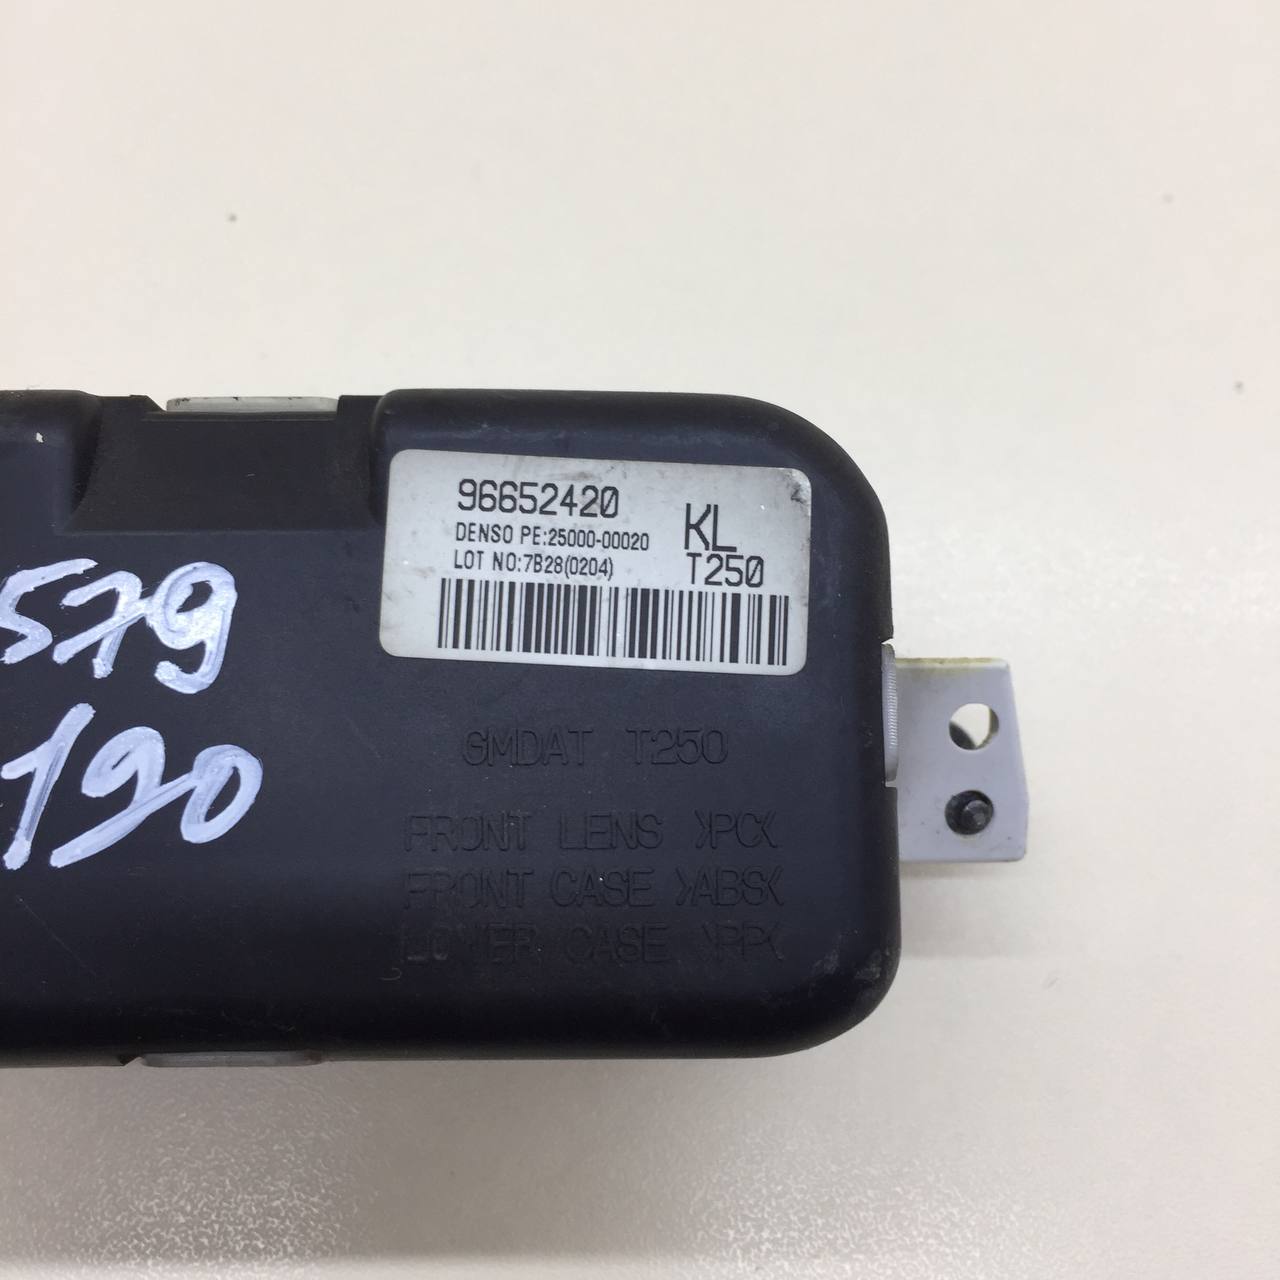 96652420
KL
DENSO PE:25000-00020
LOT NO:7B28(0204)
T250
579
190
GMDAT T250
FRONT LENS >PC<
FRONT CASE >ABS<
LOWER CASE >PP<